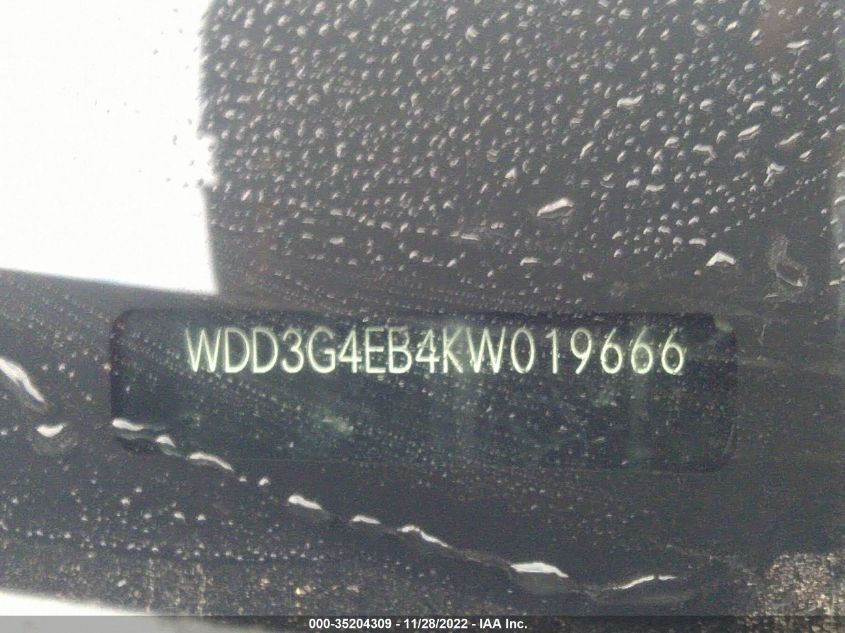 WDD3G4EB4KW019666
000-35204309 - 11/28/2022 - IAA Inc.